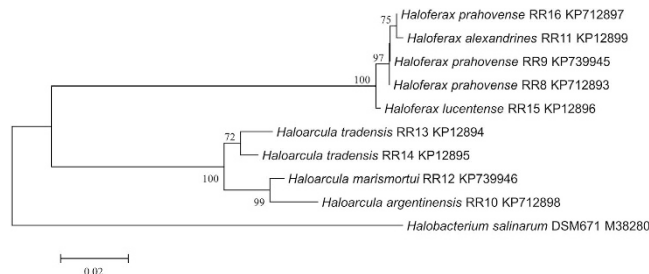 75
Haloferax prahovense RR16 KP712897
Haloferax alexandrines RR11 KP12899
97
Haloferax prahovense RR9 KP739945
100
Haloferax prahovense RR8 KP712893
Haloferax lucentense RR15 KP12896
72
Haloarcula tradensis RR13 KP12894
Haloarcula tradensis RR14 KP12895
100
Haloarcula marismortui RR12 KP739946
99
Haloarcula argentinensis RR10 KP712898
Halobacterium salinarum DSM671 M38280
0.02